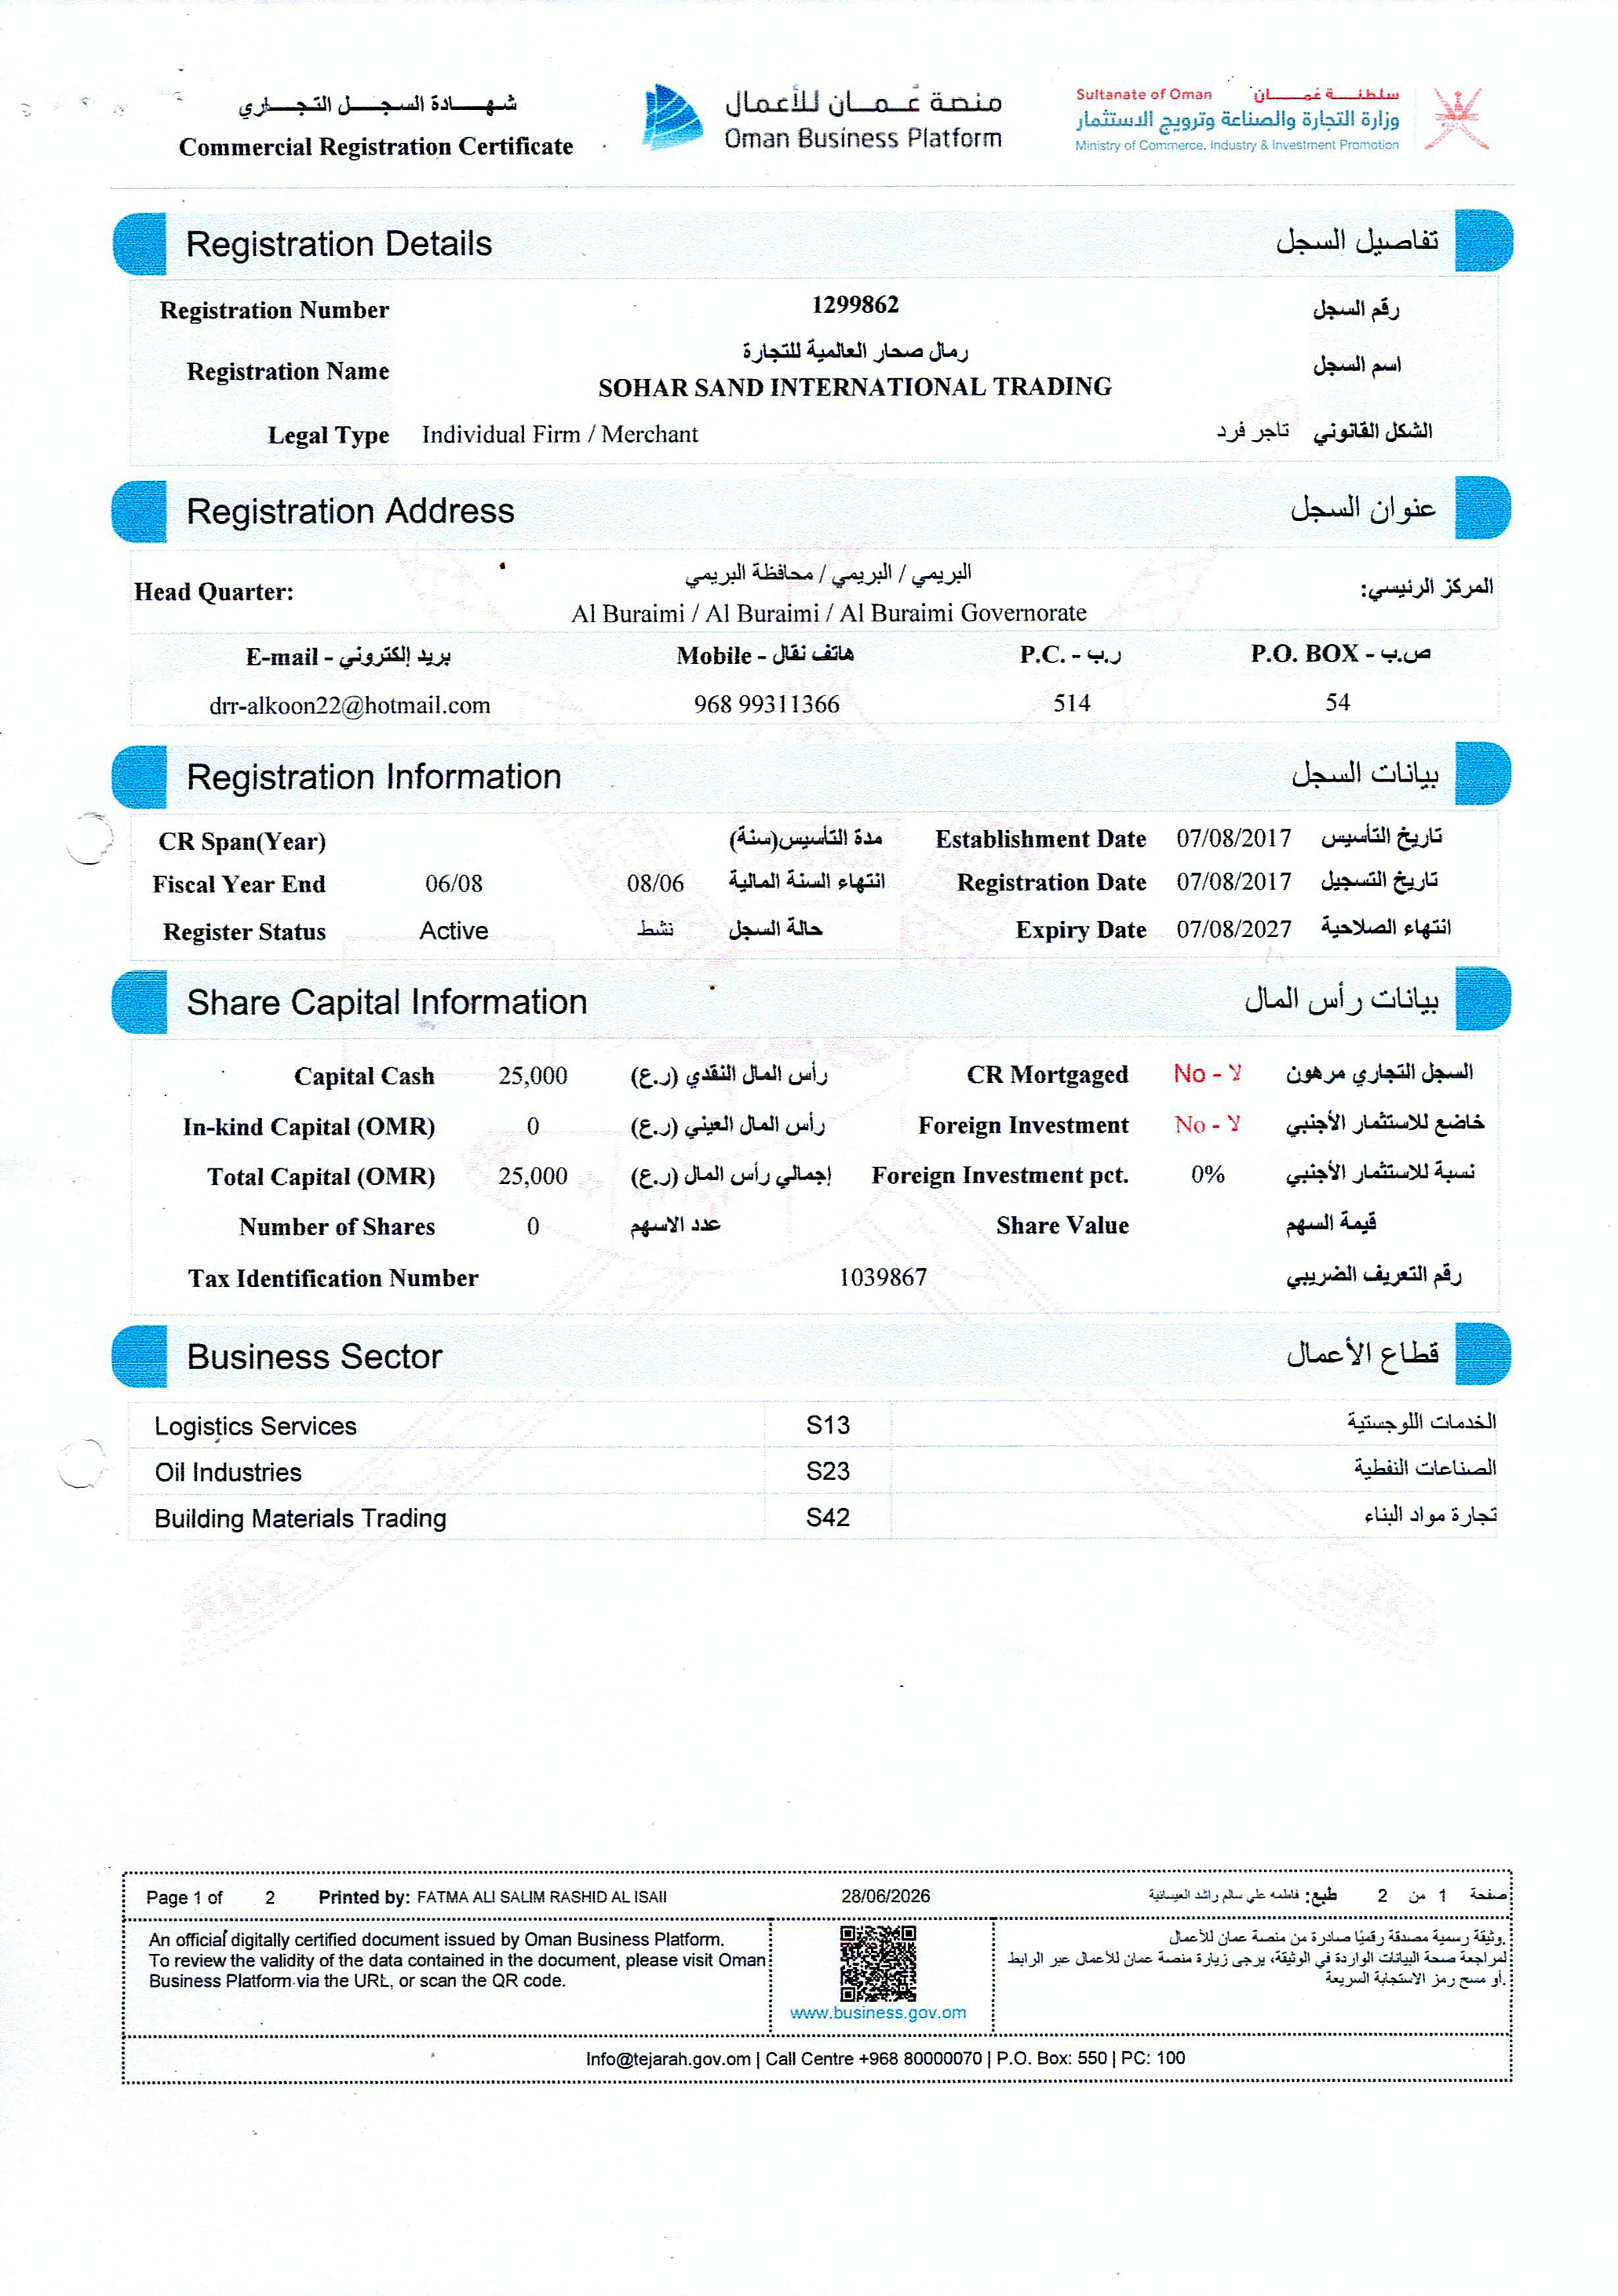 شهادة السجل التجاري
Commercial Registration Certificate
منصة عُمان للأعمال
Oman Business Platform
Sultanate of Oman سلطنة عُمان
وزارة التجارة والصناعة وترويج الاستثمار
Ministry of Commerce, Industry & Investment Promotion
Registration Details تفاصيل السجل
Registration Number 1299862 رقم السجل
رمال صحار العالمية للتجارة
Registration Name اسم السجل
SOHAR SAND INTERNATIONAL TRADING
Legal Type Individual Firm / Merchant تاجر فرد الشكل القانوني
Registration Address عنوان السجل
البريمي / البريمي / محافظة البريمي
Head Quarter: المركز الرئيسي:
Al Buraimi / Al Buraimi / Al Buraimi Governorate
E-mail - بريد إلكتروني Mobile - هاتف نقال P.C. - ر.ب P.O. BOX - ص.ب
drr-alkoon22@hotmail.com 968 99311366 514 54
Registration Information بيانات السجل
CR Span(Year) مدة التأسيس(سنة) Establishment Date 07/08/2017 تاريخ التأسيس
Fiscal Year End 06/08 08/06 انتهاء السنة المالية Registration Date 07/08/2017 تاريخ التسجيل
Register Status Active نشط حالة السجل Expiry Date 07/08/2027 انتهاء الصلاحية
Share Capital Information بيانات رأس المال
Capital Cash 25,000 رأس المال النقدي (ر.ع) CR Mortgaged No - لا السجل التجاري مرهون
In-kind Capital (OMR) 0 رأس المال العيني (ر.ع) Foreign Investment No - لا خاضع للاستثمار الأجنبي
Total Capital (OMR) 25,000 إجمالي رأس المال (ر.ع) Foreign Investment pct. 0% نسبة للاستثمار الأجنبي
Number of Shares 0 عدد الاسهم Share Value قيمة السهم
Tax Identification Number 1039867 رقم التعريف الضريبي
Business Sector قطاع الأعمال
Logistics Services S13 الخدمات اللوجستية
Oil Industries S23 الصناعات النفطية
Building Materials Trading S42 تجارة مواد البناء
Page 1 of 2 Printed by: FATMA ALI SALIM RASHID AL ISAII 28/06/2026 طبع: فاطمه علي سالم راشد العيسائية صفحة 1 من 2
An official digitally certified document issued by Oman Business Platform.
To review the validity of the data contained in the document, please visit Oman
Business Platform via the URL, or scan the QR code.
www.business.gov.om
وثيقة رسمية مصدقة رقميًا صادرة من منصة عمان للأعمال.
لمراجعة صحة البيانات الواردة في الوثيقة، يرجى زيارة منصة عمان للأعمال عبر الرابط
أو مسح رمز الاستجابة السريعة.
Info@tejarah.gov.om | Call Centre +968 80000070 | P.O. Box: 550 | PC: 100